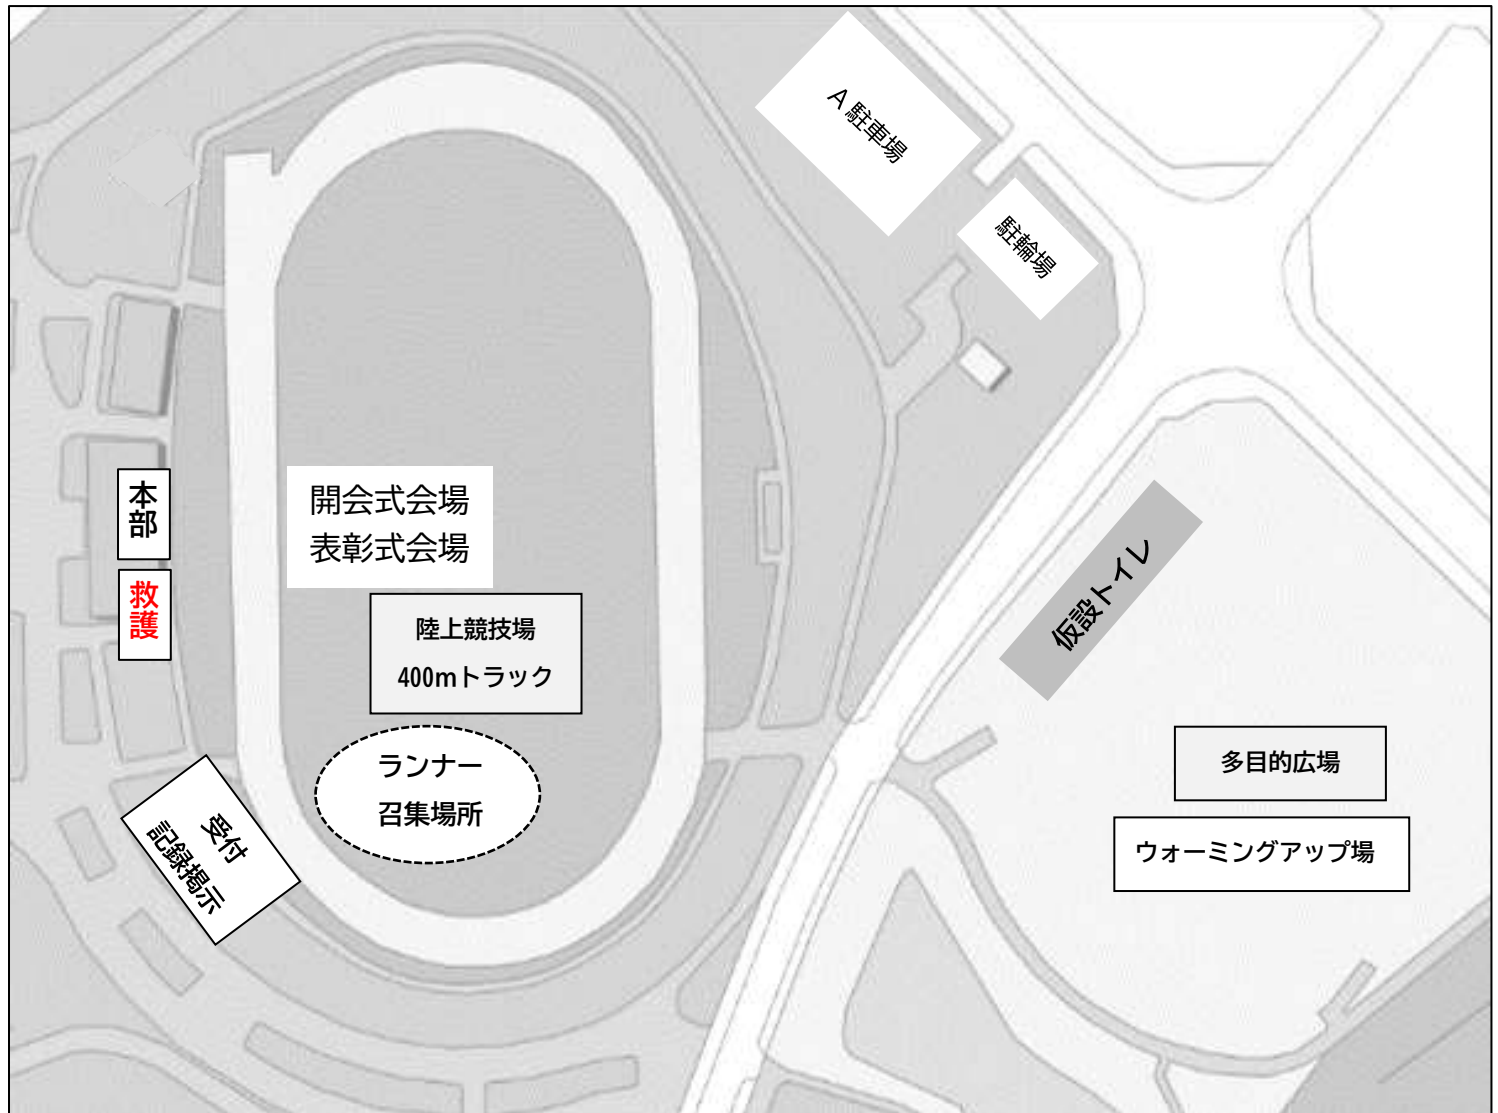 A 駐車場
駐輪場
本部
救護
開会式会場
表彰式会場
陸上競技場
400mトラック
ランナー
召集場所
受付
記録掲示
仮設トイレ
多目的広場
ウォーミングアップ場